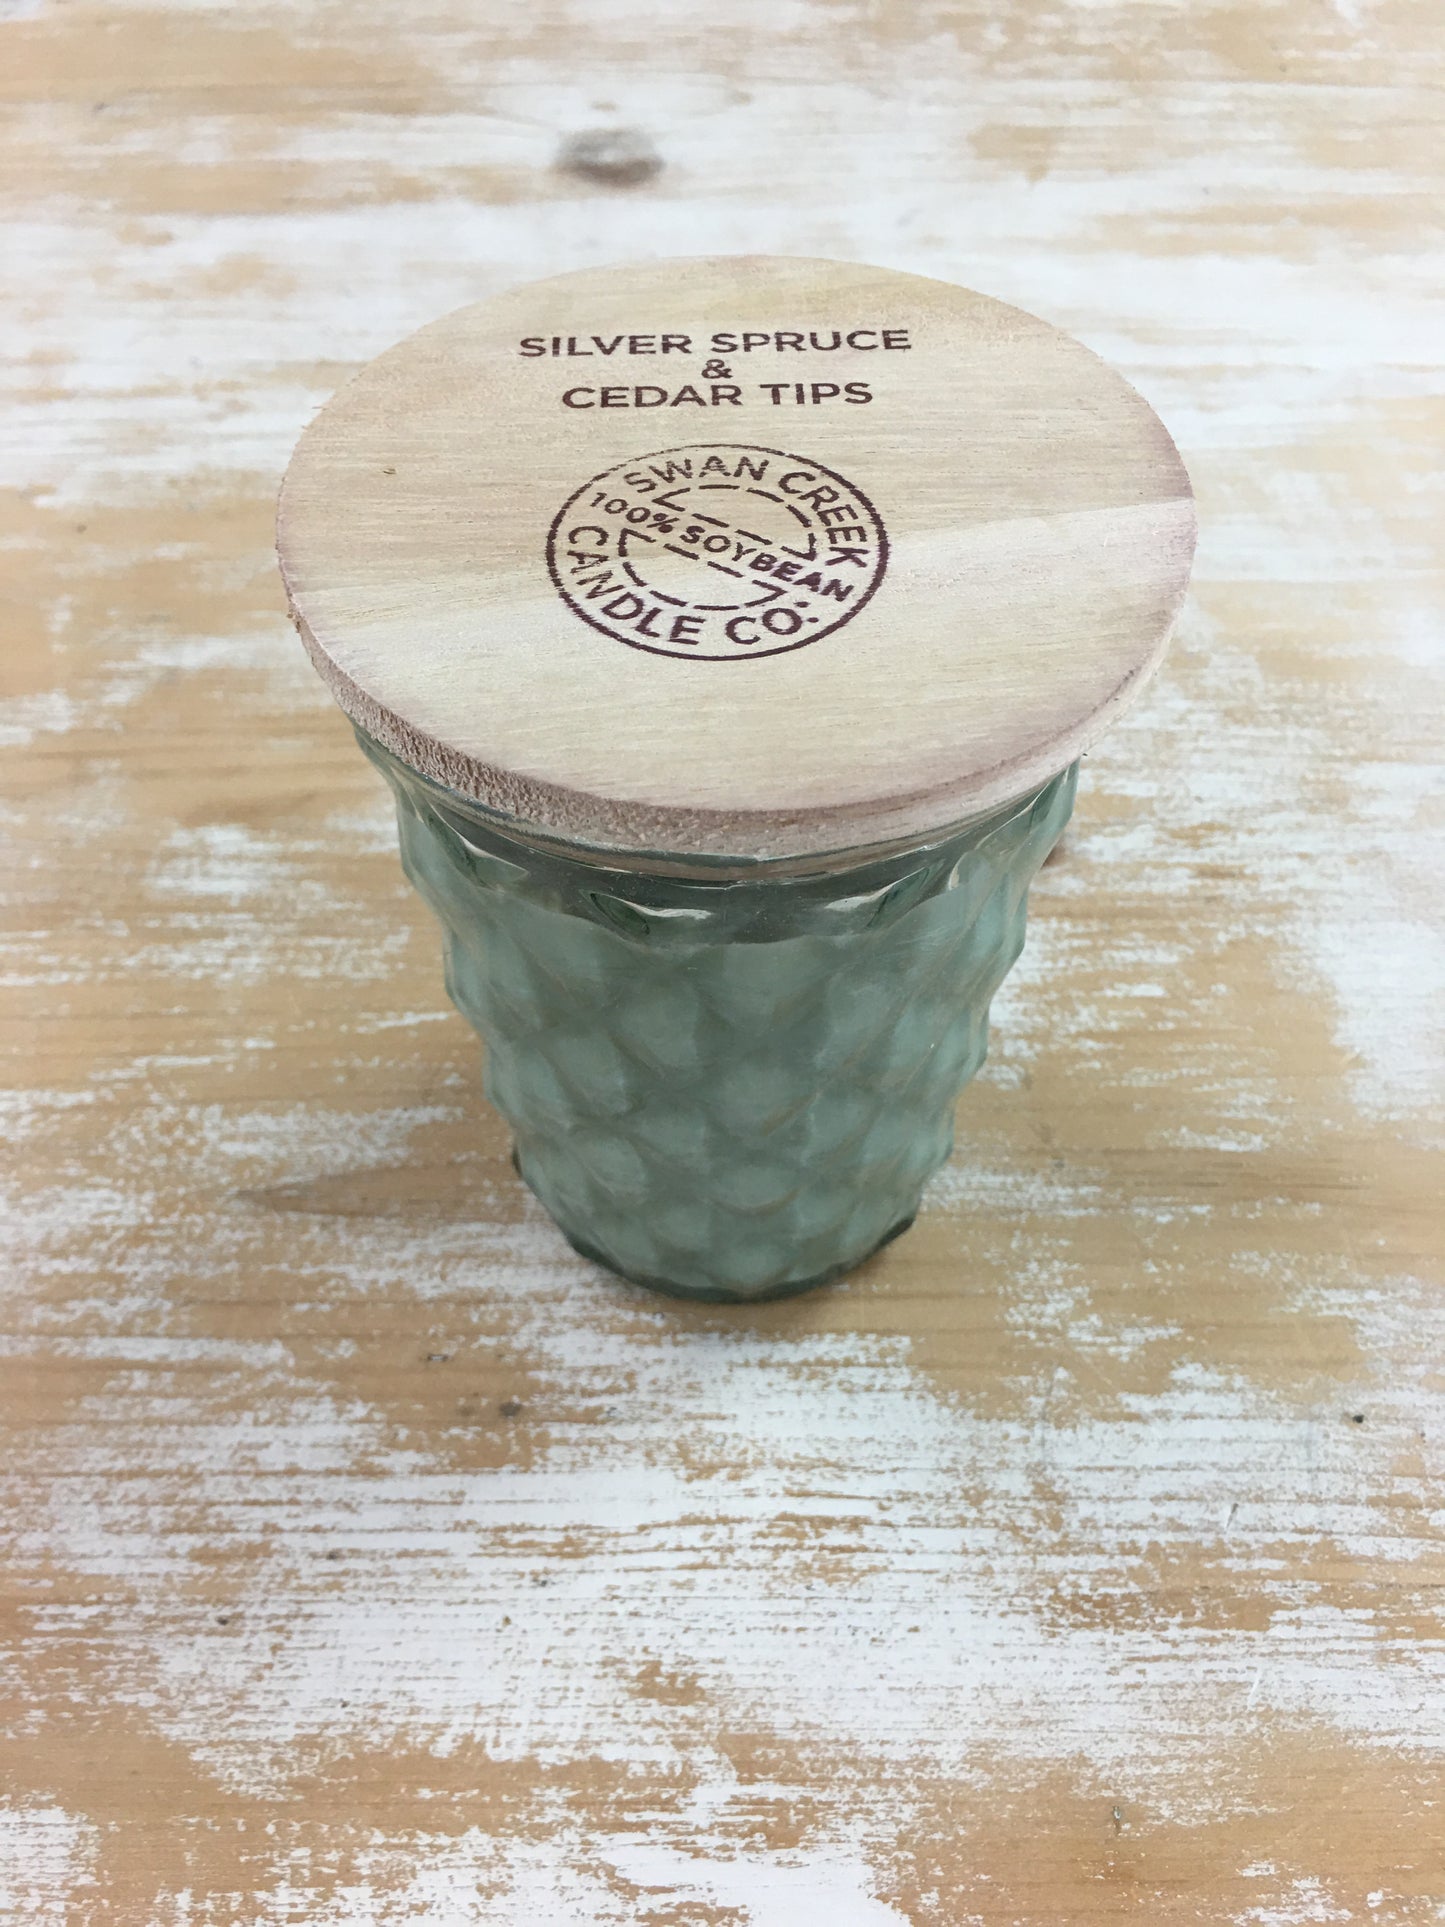 SILVER SPRUCE
&
CEDAR TIPS
SWAN CREEK
100% SOYBEAN
CANDLE CO.